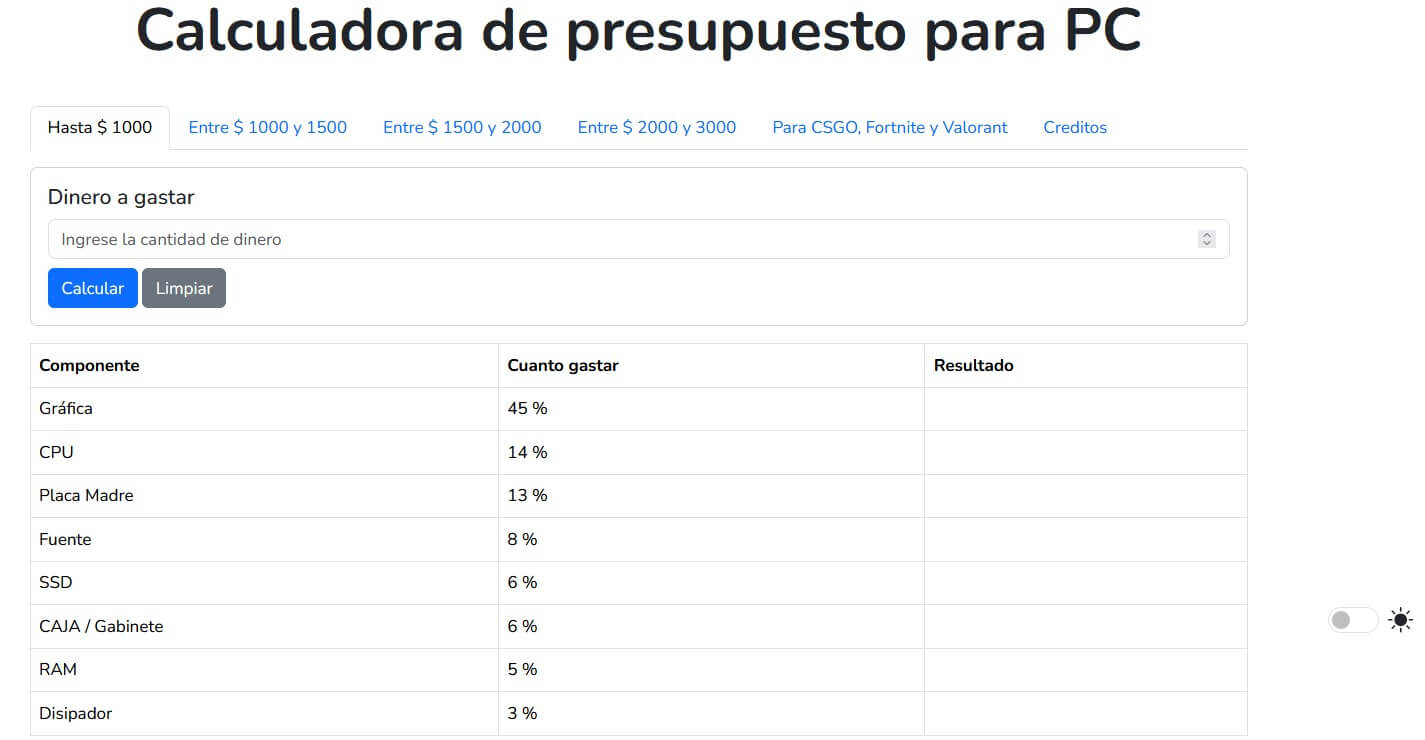 Calculadora de presupuesto para PC
Hasta $ 1000 Entre $ 1000 y 1500 Entre $ 1500 y 2000 Entre $ 2000 y 3000 Para CSGO, Fortnite y Valorant Creditos
Dinero a gastar
Ingrese la cantidad de dinero
Calcular Limpiar
Componente Cuanto gastar Resultado
Gráfica 45 %
CPU 14 %
Placa Madre 13 %
Fuente 8 %
SSD 6 %
CAJA / Gabinete 6 %
RAM 5 %
Disipador 3 %